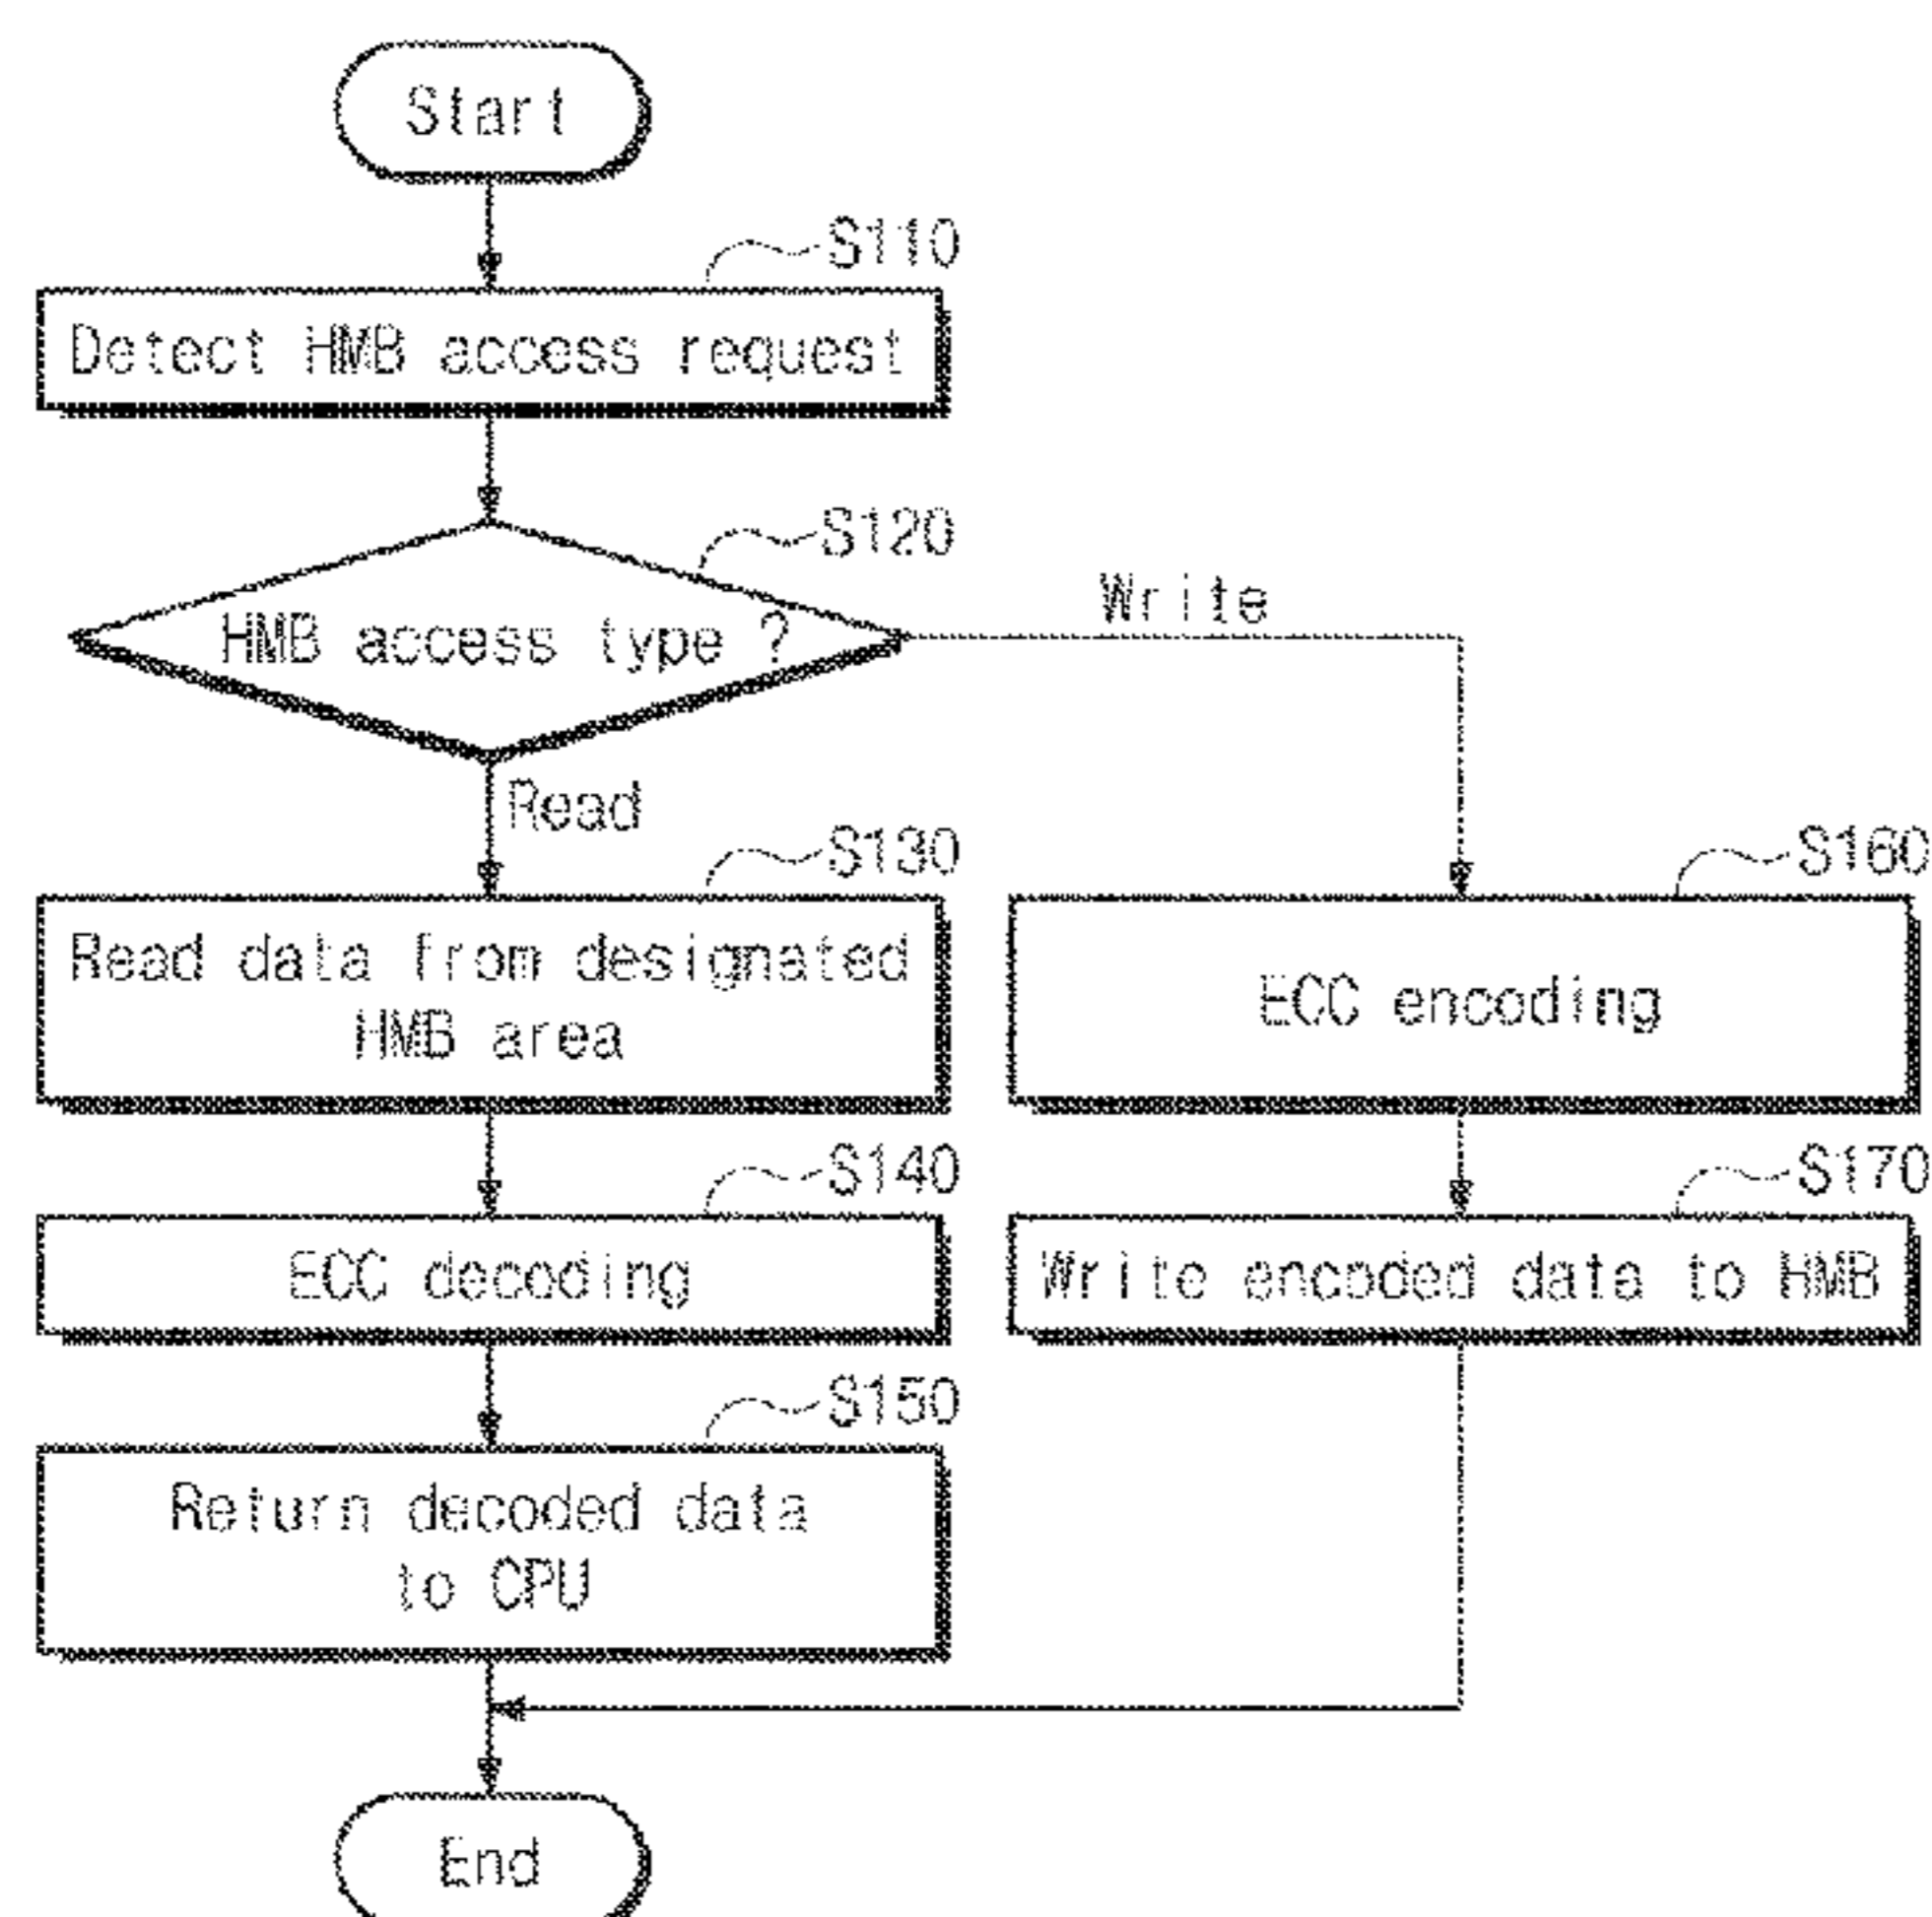 Start
S110
Detect HMB access request
S120
HMB access type ?
Write
Read
S130
Read data from designated
HMB area
S160
ECC encoding
S140
ECC decoding
S170
Write encoded data to HMB
S150
Return decoded data
to CPU
End